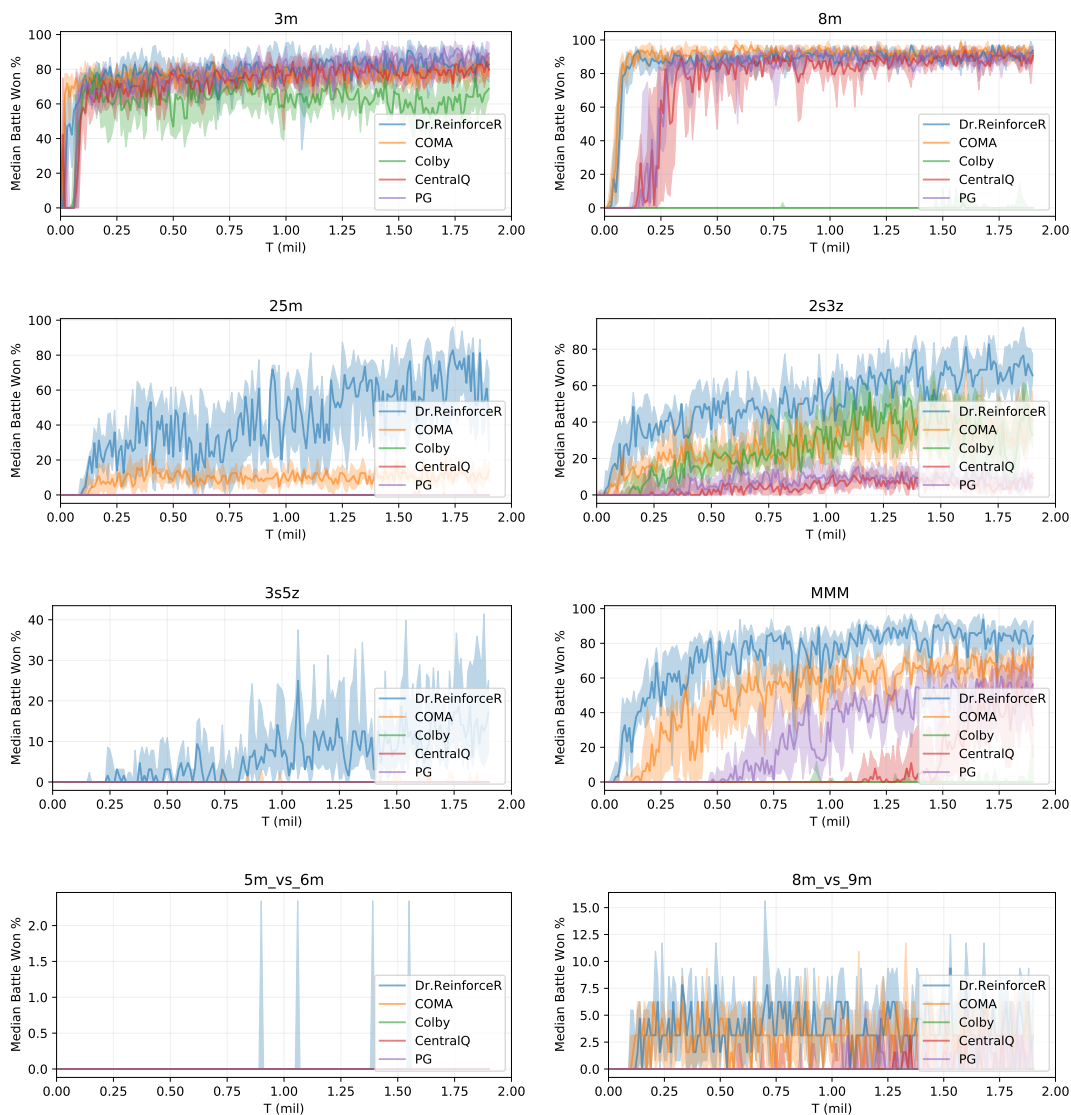 3m
Median Battle Won %
100
80
60
40
20
0
0.00 0.25 0.50 0.75 1.00 1.25 1.50 1.75 2.00
T (mil)
Dr.ReinforceR
COMA
Colby
CentralQ
PG
8m
Median Battle Won %
100
80
60
40
20
0
0.00 0.25 0.50 0.75 1.00 1.25 1.50 1.75 2.00
T (mil)
Dr.ReinforceR
COMA
Colby
CentralQ
PG
25m
Median Battle Won %
100
80
60
40
20
0
0.00 0.25 0.50 0.75 1.00 1.25 1.50 1.75 2.00
T (mil)
Dr.ReinforceR
COMA
Colby
CentralQ
PG
2s3z
Median Battle Won %
80
60
40
20
0
0.00 0.25 0.50 0.75 1.00 1.25 1.50 1.75 2.00
T (mil)
Dr.ReinforceR
COMA
Colby
CentralQ
PG
3s5z
Median Battle Won %
40
30
20
10
0
0.00 0.25 0.50 0.75 1.00 1.25 1.50 1.75 2.00
T (mil)
Dr.ReinforceR
COMA
Colby
CentralQ
PG
MMM
Median Battle Won %
100
80
60
40
20
0
0.00 0.25 0.50 0.75 1.00 1.25 1.50 1.75 2.00
T (mil)
Dr.ReinforceR
COMA
Colby
CentralQ
PG
5m_vs_6m
Median Battle Won %
2.0
1.5
1.0
0.5
0.0
0.00 0.25 0.50 0.75 1.00 1.25 1.50 1.75 2.00
T (mil)
Dr.ReinforceR
COMA
Colby
CentralQ
PG
8m_vs_9m
Median Battle Won %
15.0
12.5
10.0
7.5
5.0
2.5
0.0
0.00 0.25 0.50 0.75 1.00 1.25 1.50 1.75 2.00
T (mil)
Dr.ReinforceR
COMA
Colby
CentralQ
PG